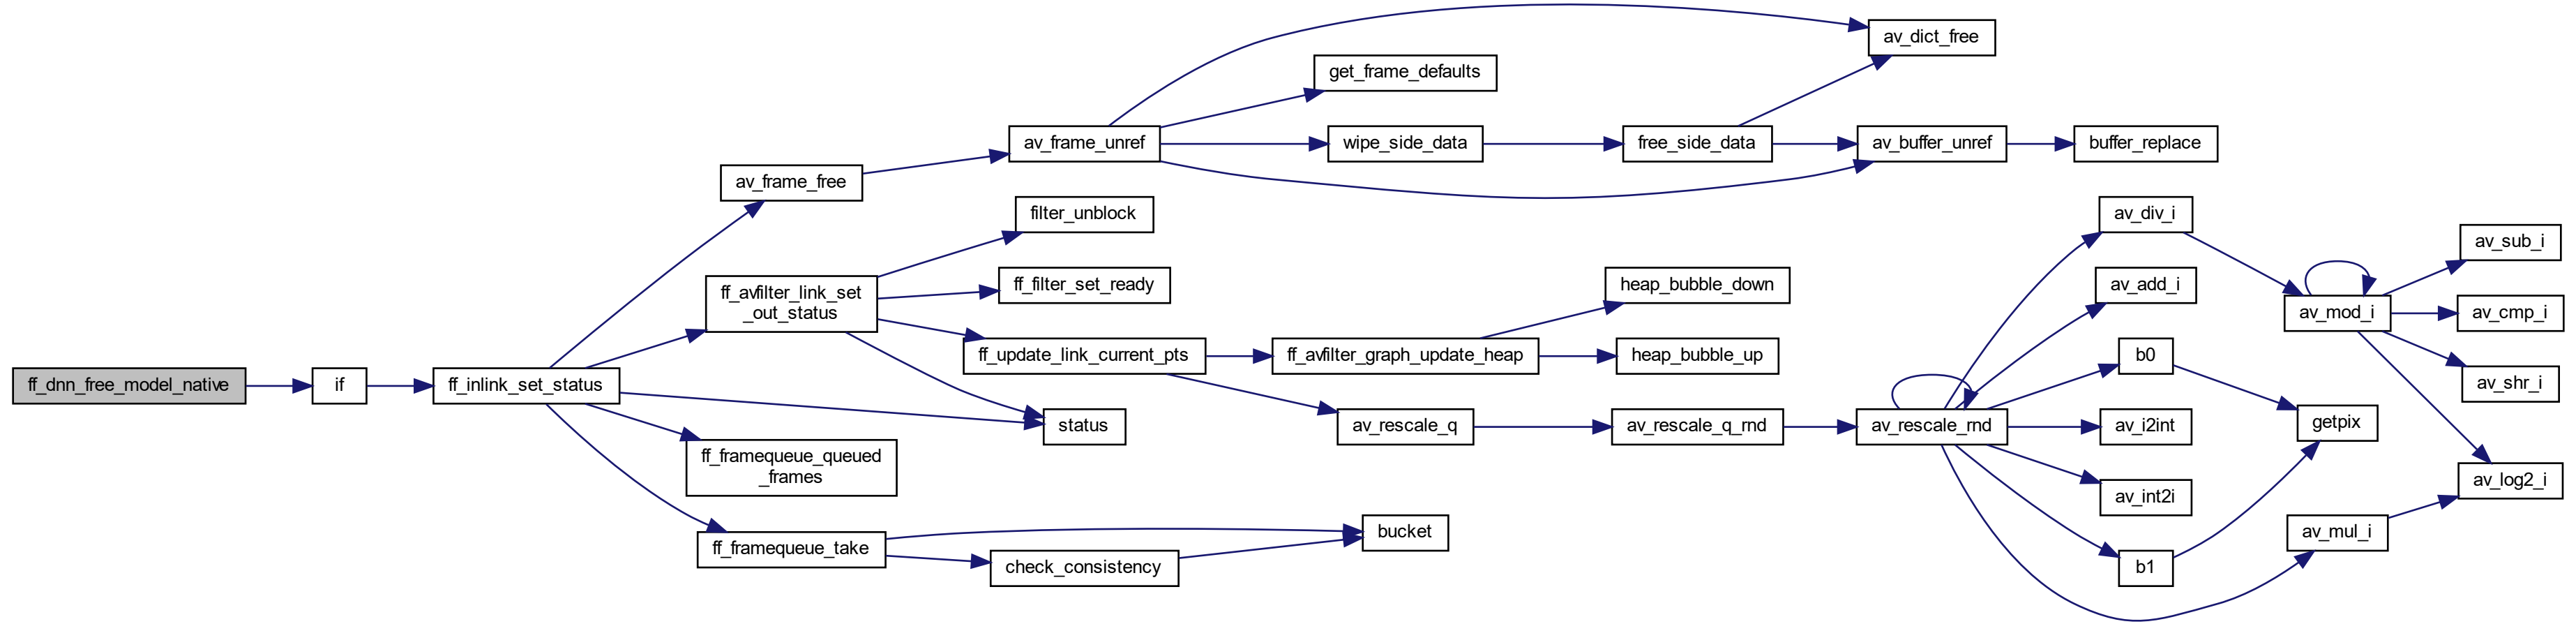 ff_dnn_free_model_native
if
ff_inlink_set_status
av_frame_free
av_frame_unref
av_dict_free
get_frame_defaults
wipe_side_data
free_side_data
av_buffer_unref
buffer_replace
ff_avfilter_link_set
_out_status
filter_unblock
ff_filter_set_ready
ff_update_link_current_pts
status
ff_avfilter_graph_update_heap
heap_bubble_down
heap_bubble_up
av_rescale_q
av_rescale_q_rnd
av_rescale_rnd
av_div_i
av_add_i
b0
av_i2int
av_int2i
b1
av_mod_i
av_sub_i
av_cmp_i
av_shr_i
getpix
av_log2_i
av_mul_i
ff_framequeue_queued
_frames
ff_framequeue_take
check_consistency
bucket